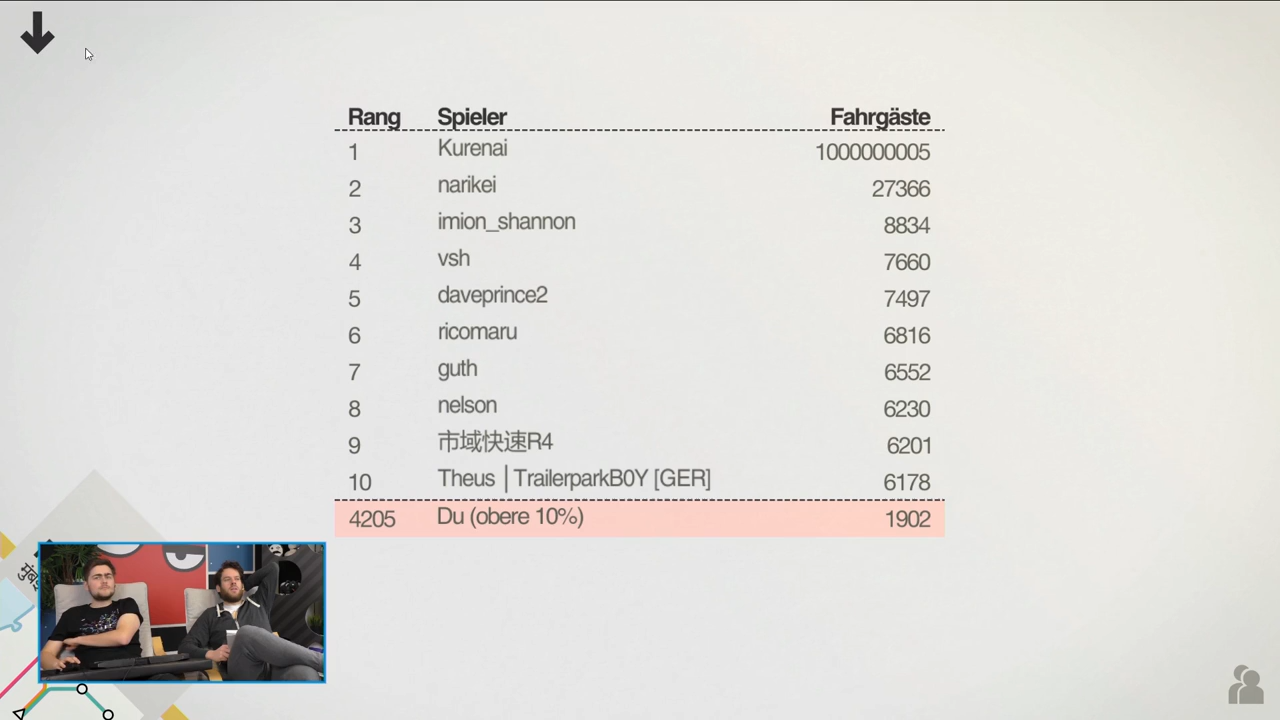 Rang Spieler Fahrgäste
1 Kurenai 1000000005
2 narikei 27366
3 imion_shannon 8834
4 vsh 7660
5 daveprince2 7497
6 ricomaru 6816
7 guth 6552
8 nelson 6230
9 市域快速R4 6201
10 Theus | TrailerparkB0Y [GER] 6178
4205 Du (obere 10%) 1902